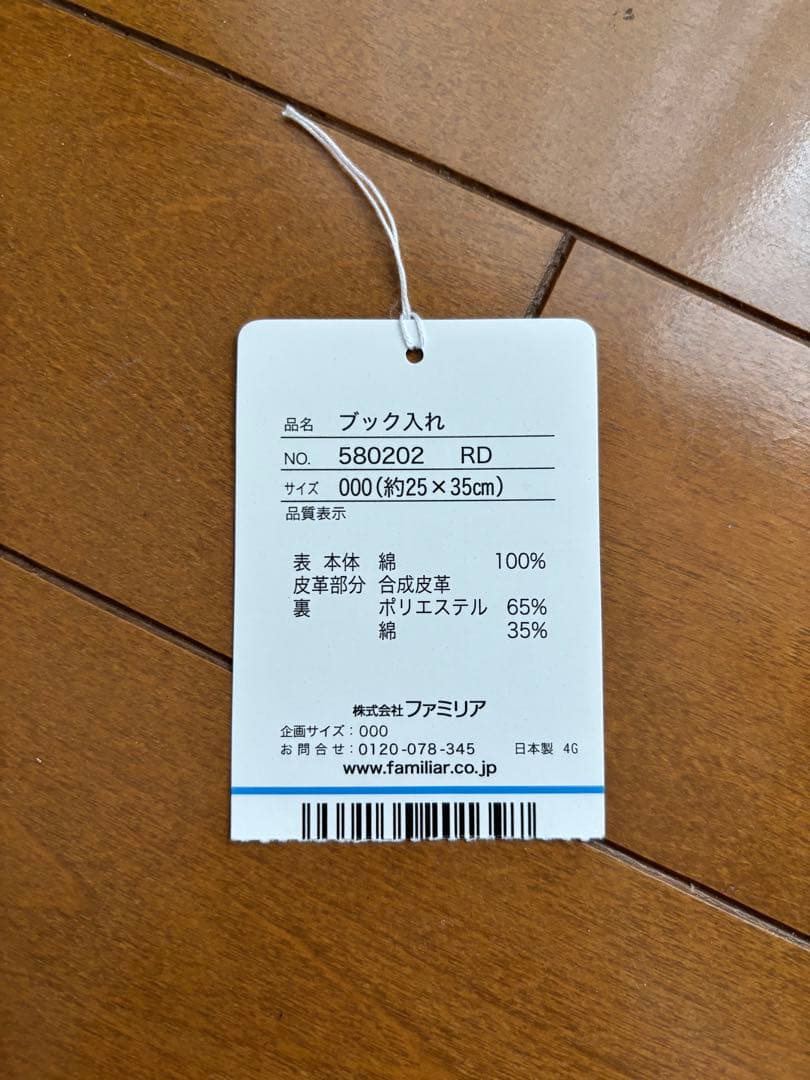 品名 ブック入れ
NO. 580202 RD
サイズ 000(約25×35㎝)
品質表示
表 本体 綿 100%
皮革部分 合成皮革
裏 ポリエステル 65%
綿 35%
株式会社ファミリア
企画サイズ：000
お問合せ：0120-078-345 日本製 4G
www.familiar.co.jp